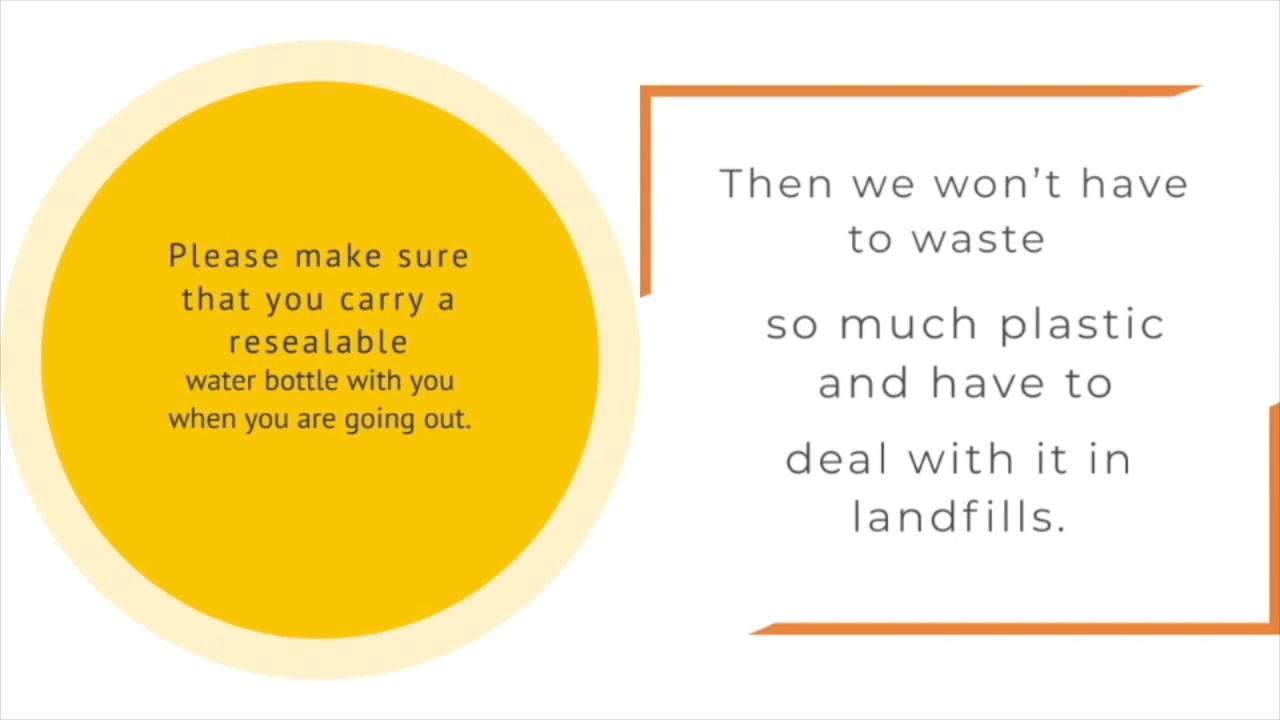 Please make sure
that you carry a
resealable
water bottle with you
when you are going out.
Then we won’t have
to waste
so much plastic
and have to
deal with it in
landfills.